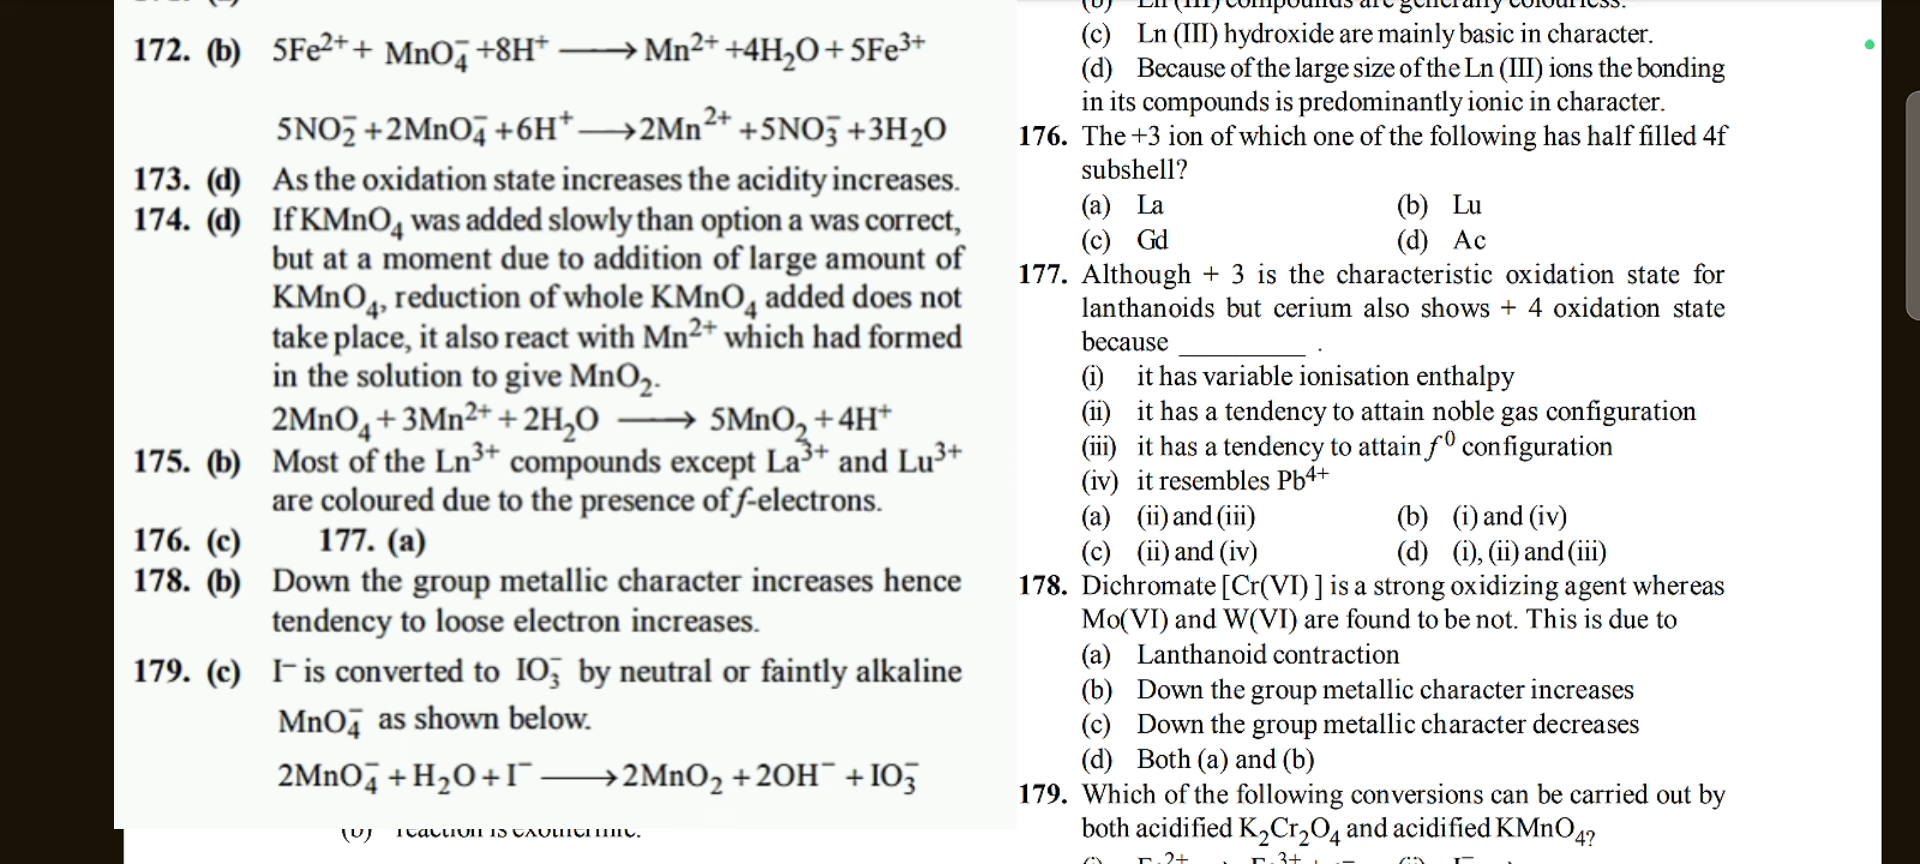 172. (b) 5Fe²⁺ + MnO₄⁻ +8H⁺ ⟶ Mn²⁺ +4H₂O + 5Fe³⁺
5NO₂⁻ +2MnO₄⁻ +6H⁺ ⟶2Mn²⁺ +5NO₃⁻ +3H₂O
173. (d) As the oxidation state increases the acidity increases.
174. (d) If KMnO₄ was added slowly than option a was correct,
but at a moment due to addition of large amount of
KMnO₄, reduction of whole KMnO₄ added does not
take place, it also react with Mn²⁺ which had formed
in the solution to give MnO₂.
2MnO₄ + 3Mn²⁺ + 2H₂O ⟶ 5MnO₂ + 4H⁺
175. (b) Most of the Ln³⁺ compounds except La³⁺ and Lu³⁺
are coloured due to the presence of f-electrons.
176. (c) 177. (a)
178. (b) Down the group metallic character increases hence
tendency to loose electron increases.
179. (c) I⁻ is converted to IO₃⁻ by neutral or faintly alkaline
MnO₄⁻ as shown below.
2MnO₄⁻ + H₂O + I⁻ ⟶ 2MnO₂ + 2OH⁻ + IO₃⁻
(b) reaction is exothermic.
(b) Ln (III) compounds are generally colourless.
(c) Ln (III) hydroxide are mainly basic in character.
(d) Because of the large size of the Ln (III) ions the bonding
in its compounds is predominantly ionic in character.
176. The +3 ion of which one of the following has half filled 4f
subshell?
(a) La (b) Lu
(c) Gd (d) Ac
177. Although + 3 is the characteristic oxidation state for
lanthanoids but cerium also shows + 4 oxidation state
because __________ .
(i) it has variable ionisation enthalpy
(ii) it has a tendency to attain noble gas configuration
(iii) it has a tendency to attain f⁰ configuration
(iv) it resembles Pb⁴⁺
(a) (ii) and (iii) (b) (i) and (iv)
(c) (ii) and (iv) (d) (i), (ii) and (iii)
178. Dichromate [Cr(VI) ] is a strong oxidizing agent whereas
Mo(VI) and W(VI) are found to be not. This is due to
(a) Lanthanoid contraction
(b) Down the group metallic character increases
(c) Down the group metallic character decreases
(d) Both (a) and (b)
179. Which of the following conversions can be carried out by
both acidified K₂Cr₂O₄ and acidified KMnO₄?